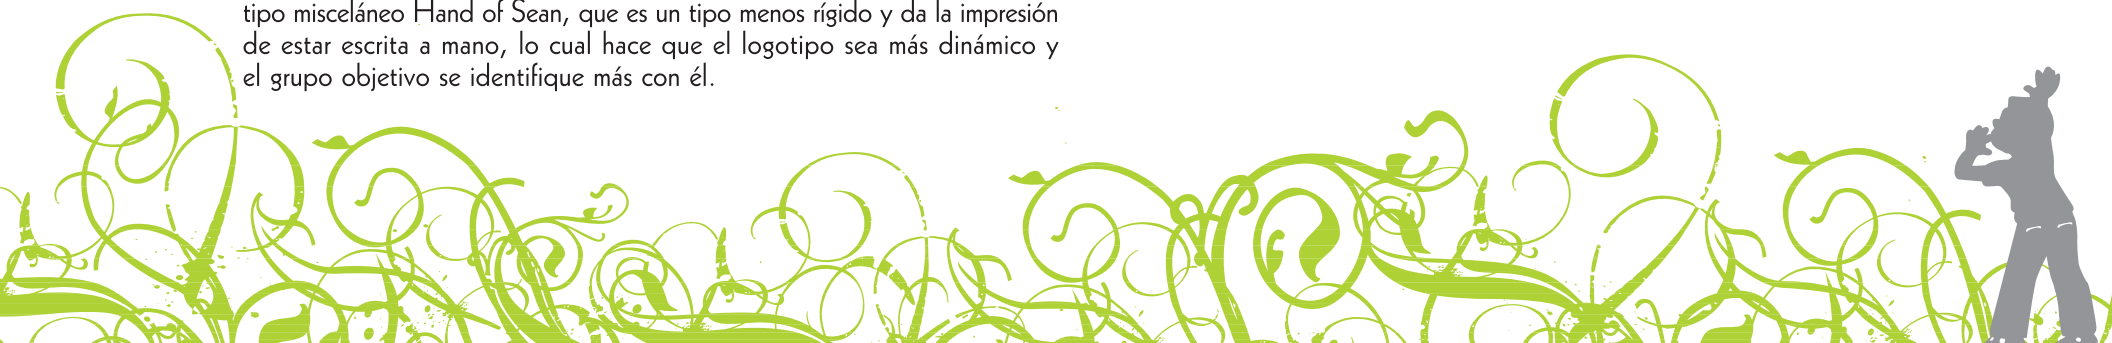 tipo misceláneo Hand of Sean, que es un tipo menos rígido y da la impresión
de estar escrita a mano, lo cual hace que el logotipo sea más dinámico y
el grupo objetivo se identifique más con él.